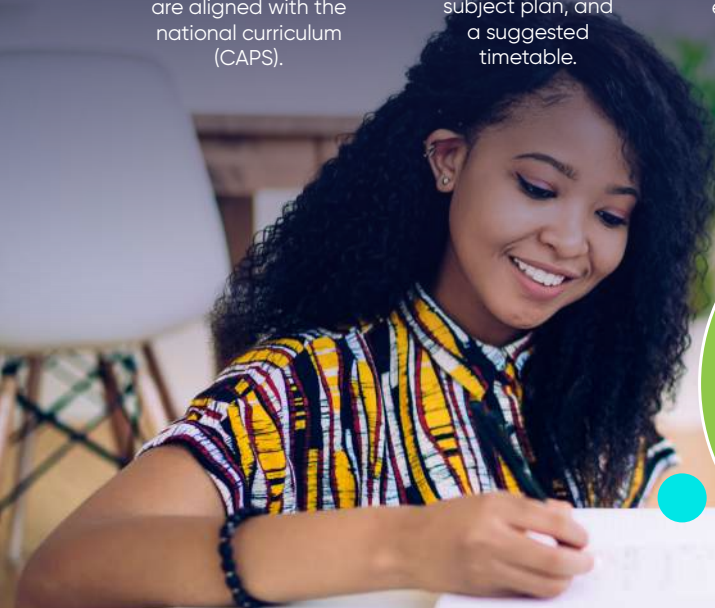 are aligned with the
national curriculum
(CAPS).
subject plan, and
a suggested
timetable.